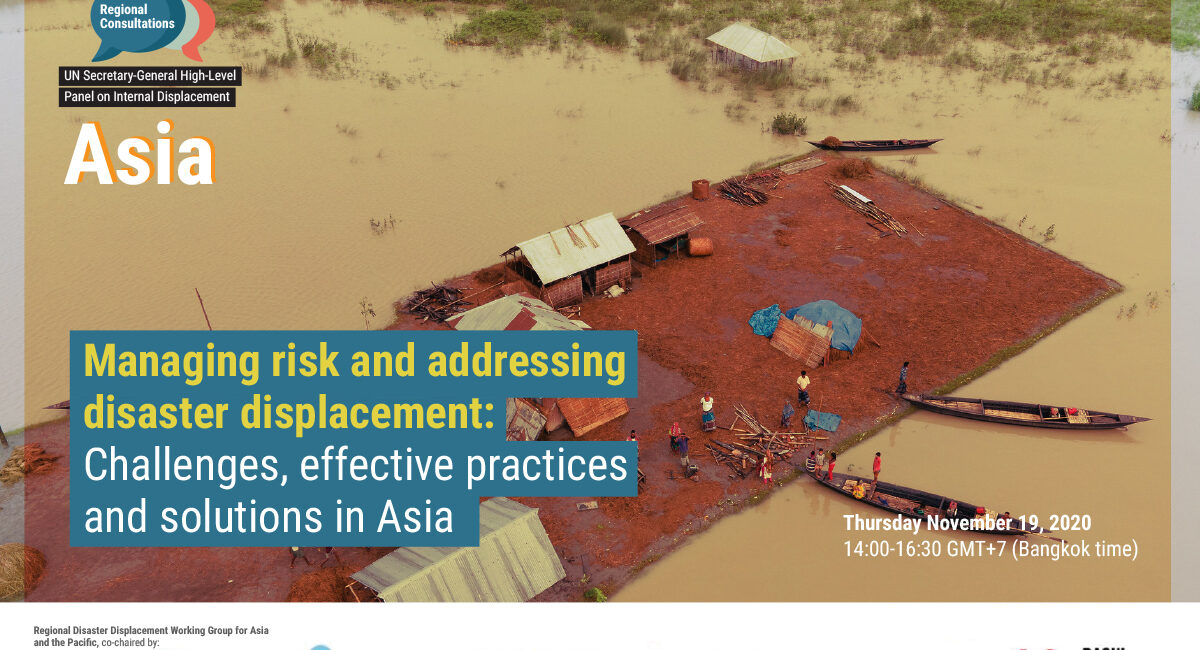 Regional
Consultations
UN Secretary-General High-Level
Panel on Internal Displacement
Asia
Managing risk and addressing
disaster displacement:
Challenges, effective practices
and solutions in Asia
Thursday November 19, 2020
14:00-16:30 GMT+7 (Bangkok time)
Regional Disaster Displacement Working Group for Asia
and the Pacific, co-chaired by: